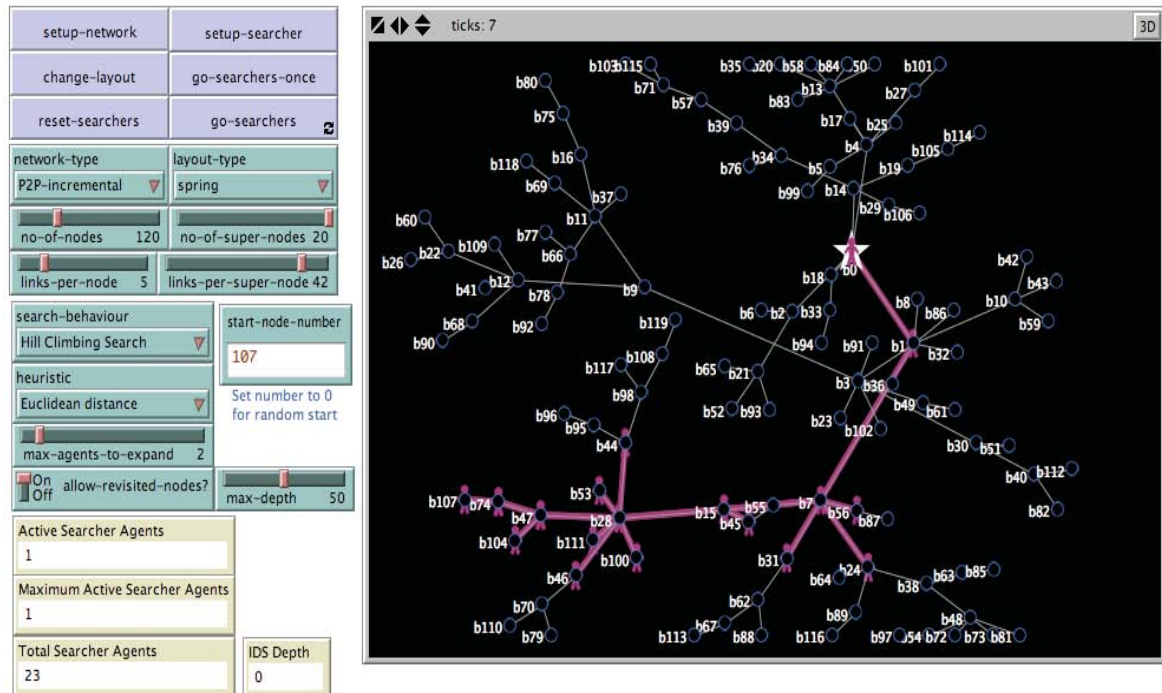 setup-network setup-searcher
change-layout go-searchers-once
reset-searchers go-searchers
network-type layout-type
P2P-incremental spring
no-of-nodes 120 no-of-super-nodes 20
links-per-node 5 links-per-super-node 42
search-behaviour
Hill Climbing Search
heuristic
Euclidean distance
start-node-number
107
Set number to 0
for random start
max-agents-to-expand 2
On
Off allow-revisited-nodes? max-depth 50
Active Searcher Agents
1
Maximum Active Searcher Agents
1
Total Searcher Agents IDS Depth
23 0
ticks: 7 3D
b103 b115 b35 b20 b58 b84 b50 b101
b80 b71 b13 b27
b57 b83
b75 b39 b17 b25 b114
b16 b4 b105
b118 b76 b34 b5 b19
b69 b37 b99 b14
b60 b11 b29 b106
b77
b22 b109 b66 b0 b42
b26 b12 b18 b43
b41 b78 b9 b8 b10
b68 b92 b6 b2 b33 b86 b59
b90 b119 b94 b91 b1 b32
b117 b108 b65 b21 b3 b36
b98 b52 b93 b49 b61
b96 b95 b23 b102
b44 b30 b51
b40 b112
b107 b74 b53 b82
b47 b28 b15 b55 b7 b56
b104 b111 b45 b87
b46 b100 b31 b24
b64 b38 b63 b85
b70 b62 b89 b48
b110 b79 b113 b67 b88 b116 b97 b54 b72 b73 b81